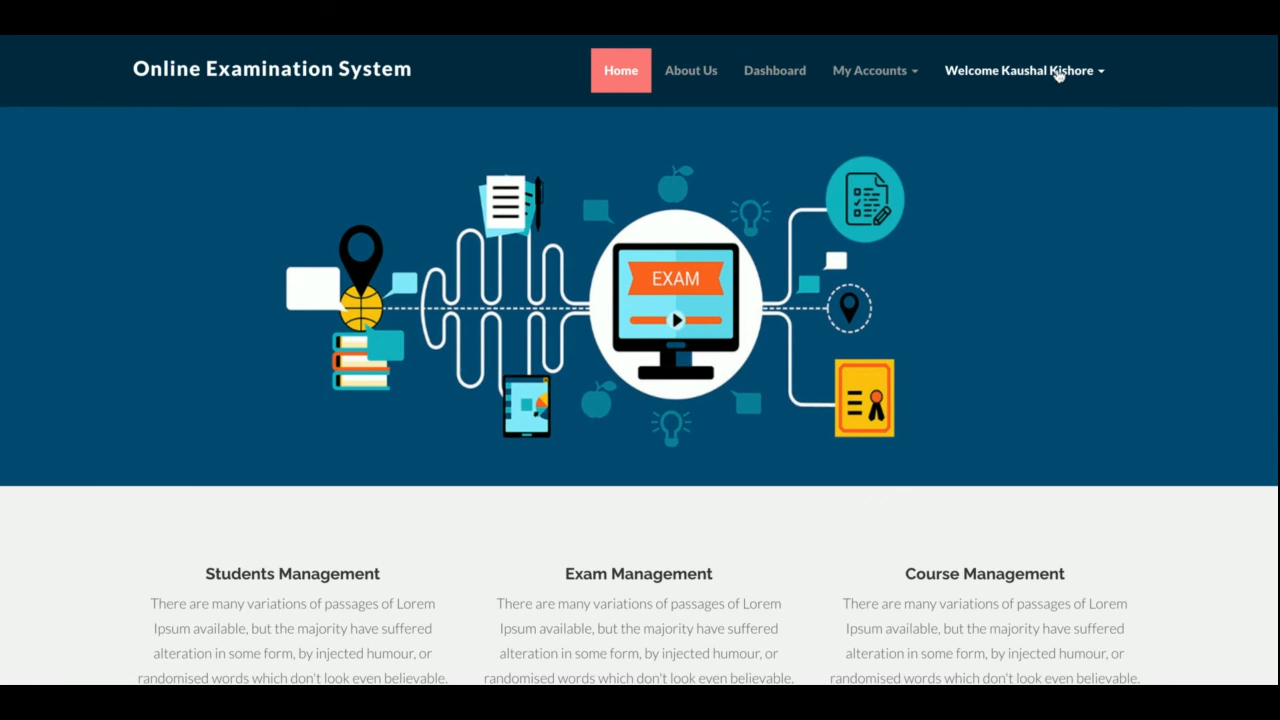 Online Examination System
Home
About Us
Dashboard
My Accounts
Welcome Kaushal Kishore
EXAM
Students Management
There are many variations of passages of Lorem
Ipsum available, but the majority have suffered
alteration in some form, by injected humour, or
randomised words which don't look even believable.
Exam Management
There are many variations of passages of Lorem
Ipsum available, but the majority have suffered
alteration in some form, by injected humour, or
randomised words which don't look even believable.
Course Management
There are many variations of passages of Lorem
Ipsum available, but the majority have suffered
alteration in some form, by injected humour, or
randomised words which don't look even believable.